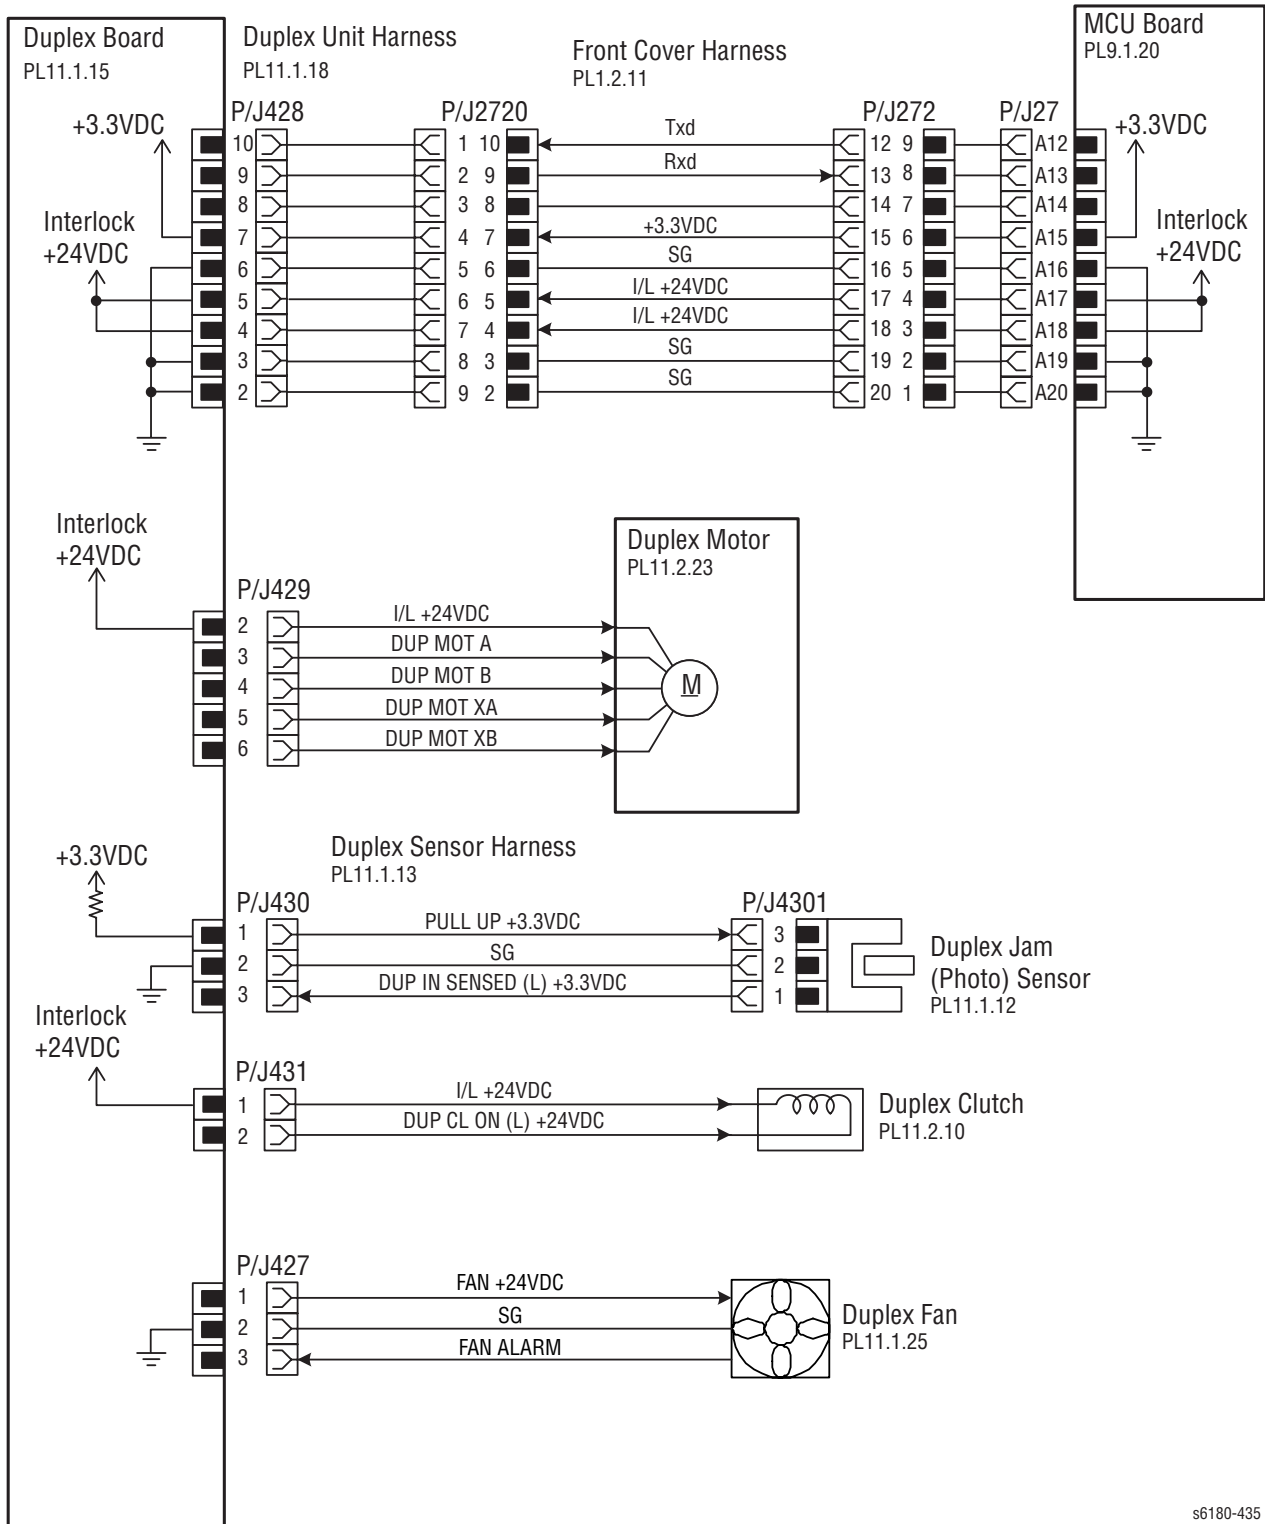 Duplex Board
PL11.1.15
Duplex Unit Harness
PL11.1.18
Front Cover Harness
PL1.2.11
MCU Board
PL9.1.20
P/J428
P/J2720
P/J272
P/J27
+3.3VDC
Interlock
+24VDC
+3.3VDC
Interlock
+24VDC
10 1 10 Txd 12 9 A12
9 2 9 Rxd 13 8 A13
8 3 8 14 7 A14
7 4 7 +3.3VDC 15 6 A15
6 5 6 SG 16 5 A16
5 6 5 I/L +24VDC 17 4 A17
4 7 4 I/L +24VDC 18 3 A18
3 8 3 SG 19 2 A19
2 9 2 SG 20 1 A20
Interlock
+24VDC
P/J429
Duplex Motor
PL11.2.23
2 I/L +24VDC
3 DUP MOT A
4 DUP MOT B
5 DUP MOT XA
6 DUP MOT XB
M
+3.3VDC
Duplex Sensor Harness
PL11.1.13
P/J430
P/J4301
1 PULL UP +3.3VDC 3
2 SG 2
3 DUP IN SENSED (L) +3.3VDC 1
Duplex Jam
(Photo) Sensor
PL11.1.12
Interlock
+24VDC
P/J431
1 I/L +24VDC
2 DUP CL ON (L) +24VDC
Duplex Clutch
PL11.2.10
P/J427
1 FAN +24VDC
2 SG
3 FAN ALARM
Duplex Fan
PL11.1.25
s6180-435